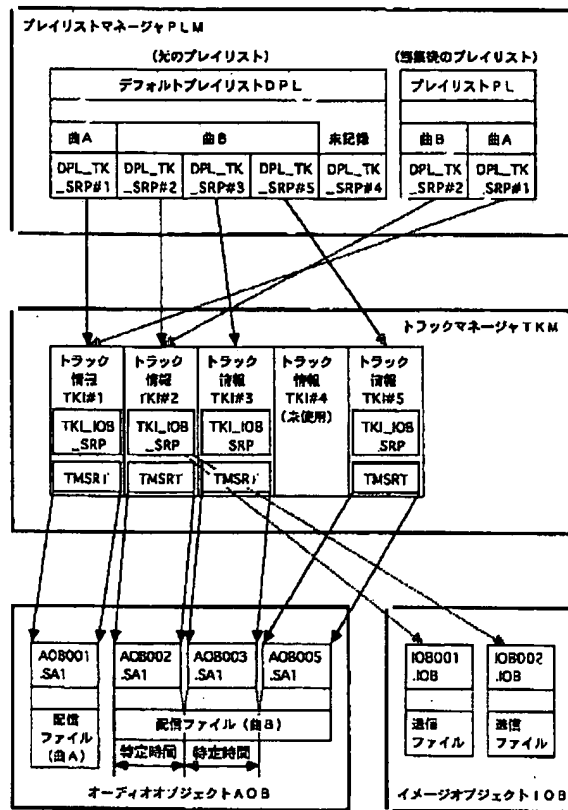 プレイリストマネージャPLM
(元のプレイリスト)
(編集後のプレイリスト)
デフォルトプレイリストDPL
プレイリストPL
曲A
曲B
未記録
曲B
曲A
DPL_TK
_SRP#1
DPL_TK
_SRP#2
DPL_TK
_SRP#3
DPL_TK
_SRP#5
DPL_TK
_SRP#4
DPL_TK
_SRP#2
DPL_TK
_SRP#1
トラックマネージャTKM
トラック
情報
TKI#1
トラック
情報
TKI#2
トラック
情報
TKI#3
トラック
情報
TKI#4
(未使用)
トラック
情報
TKI#5
TKI_IOB
_SRP
TKI_IOB
_SRP
TKI_IOB
_SRP
TKI_IOB
_SRP
TMSRT
TMSRT
TMSRT
TMSRT
AOB001
.SA1
AOB002
.SA1
AOB003
.SA1
AOB005
.SA1
IOB001
.IOB
IOB002
.IOB
配信
ファイル
(曲A)
配信ファイル(曲B)
送信
ファイル
送信
ファイル
特定時間
特定時間
オーディオオブジェクトAOB
イメージオブジェクトIOB